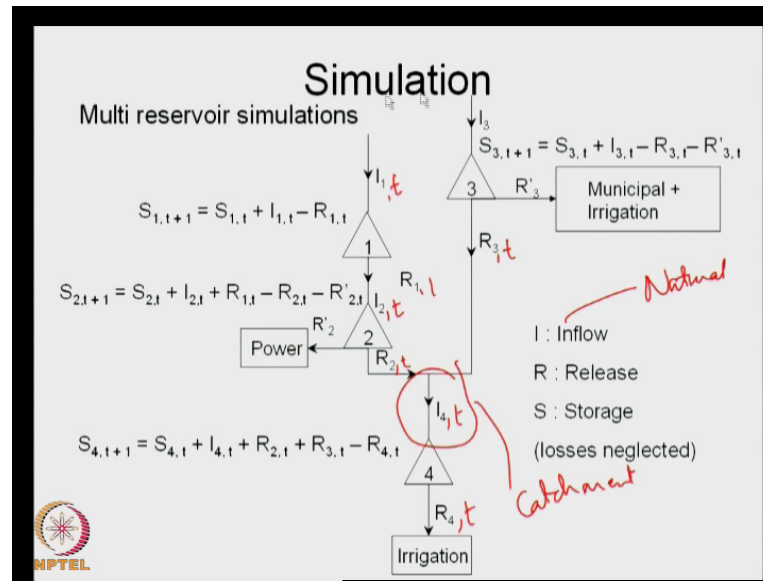 Simulation
Multi reservoir simulations
I₃
S₃,ₜ₊₁ = S₃,ₜ + I₃,ₜ – R₃,ₜ – R'₃,ₜ
I₁,t
3
R'₃
Municipal +
Irrigation
S₁,ₜ₊₁ = S₁,ₜ + I₁,ₜ – R₁,ₜ
1
R₃,t
R₁,1
Natural
S₂,ₜ₊₁ = S₂,ₜ + I₂,ₜ + R₁,ₜ – R₂,ₜ – R'₂,ₜ
I₂,t
I : Inflow
R'₂
2
Power
R₂,t
R : Release
I₄,t
S : Storage
S₄,ₜ₊₁ = S₄,ₜ + I₄,ₜ + R₂,ₜ + R₃,ₜ – R₄,ₜ
(losses neglected)
4
Catchment
R₄,t
Irrigation
NPTEL